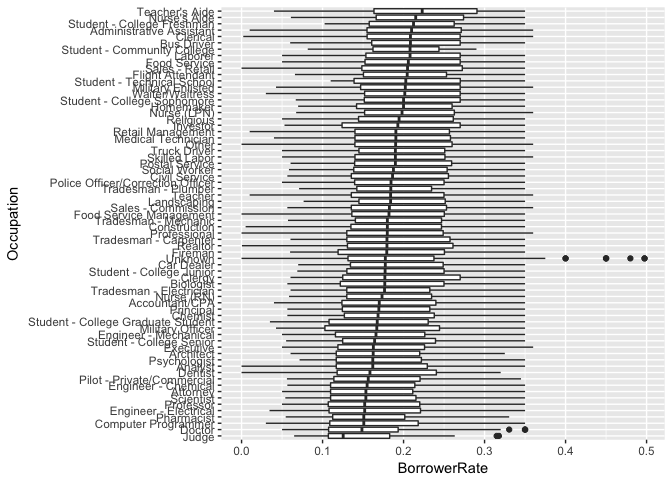 Teacher's Aide
Nurse's Aide
Student - College Freshman
Administrative Assistant
Clerical
Bus Driver
Student - Community College
Laborer
Food Service
Sales - Retail
Flight Attendant
Student - Technical School
Military Enlisted
Waiter/Waitress
Student - College Sophomore
Homemaker
Nurse (LPN)
Religious
Investor
Retail Management
Medical Technician
Other
Truck Driver
Skilled Labor
Postal Service
Social Worker
Civil Service
Police Officer/Correction Officer
Tradesman - Plumber
Teacher
Landscaping
Sales - Commission
Food Service Management
Tradesman - Mechanic
Construction
Professional
Tradesman - Carpenter
Realtor
Fireman
Unknown
Car Dealer
Student - College Junior
Clergy
Biologist
Tradesman - Electrician
Nurse (RN)
Accountant/CPA
Principal
Chemist
Student - College Graduate Student
Military Officer
Engineer - Mechanical
Student - College Senior
Executive
Architect
Psychologist
Analyst
Dentist
Pilot - Private/Commercial
Engineer - Chemical
Attorney
Scientist
Professor
Engineer - Electrical
Pharmacist
Computer Programmer
Doctor
Judge
Occupation
0.0 0.1 0.2 0.3 0.4 0.5
BorrowerRate